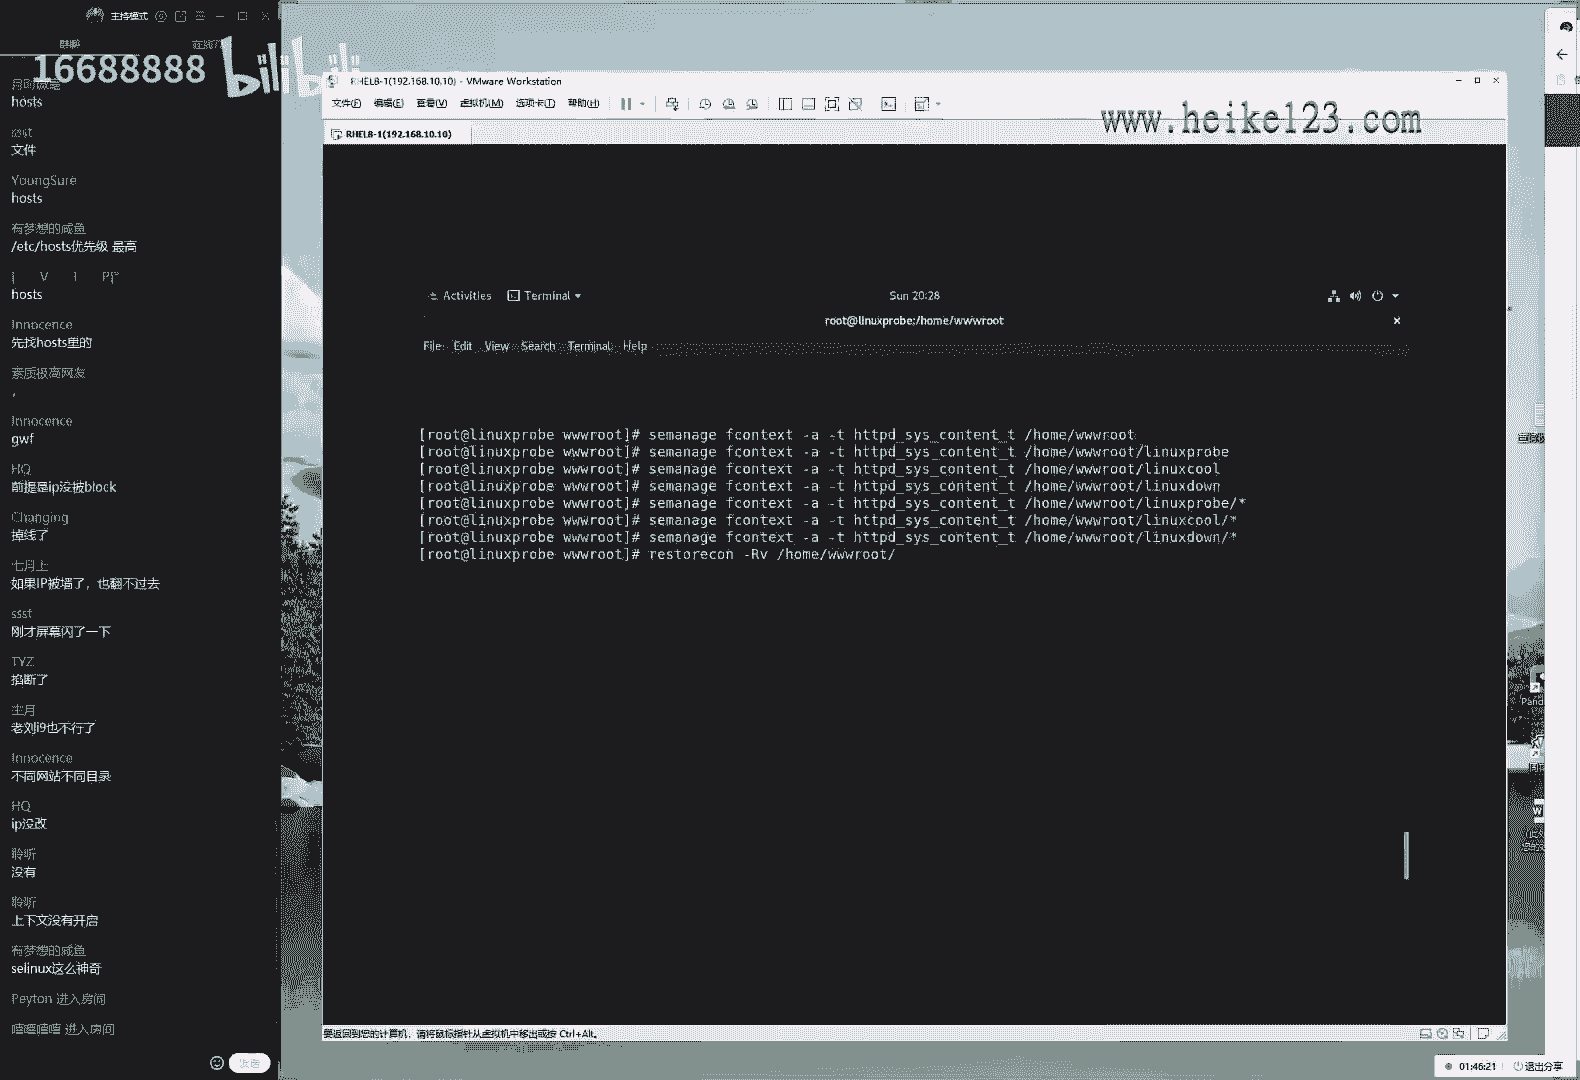 主持模式
16688888
bilibili
hosts
文件
YoungSure
hosts
有梦想的咸鱼
/etc/hosts优先级 最高
hosts
Innocence
先找hosts里的
素质极高网友
,
Innocence
gwf
HQ
前提是ip没被block
Changing
掉线了
七月上
如果IP被墙了，也翻不过去
ssst
刚才屏幕闪了一下
TYZ
掐断了
老刘i9也不行了
Innocence
不同网站不同目录
HQ
ip没改
聆听
没有
聆听
上下文没有开启
有梦想的咸鱼
selinux这么神奇
Peyton 进入房间
嘻嘻嘻嘻 进入房间
发送
RHEL8-1(192.168.10.10) - VMware Workstation
文件(F) 编辑(E) 查看(V) 虚拟机(M) 选项卡(T) 帮助(H)
www.heike123.com
RHEL8-1(192.168.10.10)
Activities Terminal Sun 20:28
root@linuxprobe:/home/wwwroot
File Edit View Search Terminal Help
[root@linuxprobe wwwroot]# semanage fcontext -a -t httpd_sys_content_t /home/wwwroot
[root@linuxprobe wwwroot]# semanage fcontext -a -t httpd_sys_content_t /home/wwwroot/linuxprobe
[root@linuxprobe wwwroot]# semanage fcontext -a -t httpd_sys_content_t /home/wwwroot/linuxcool
[root@linuxprobe wwwroot]# semanage fcontext -a -t httpd_sys_content_t /home/wwwroot/linuxdown
[root@linuxprobe wwwroot]# semanage fcontext -a -t httpd_sys_content_t /home/wwwroot/linuxprobe/*
[root@linuxprobe wwwroot]# semanage fcontext -a -t httpd_sys_content_t /home/wwwroot/linuxcool/*
[root@linuxprobe wwwroot]# semanage fcontext -a -t httpd_sys_content_t /home/wwwroot/linuxdown/*
[root@linuxprobe wwwroot]# restorecon -Rv /home/wwwroot/
要返回到您的计算机，请将鼠标指针从虚拟机中移出或按 Ctrl+Alt。
01:46:21 退出分享